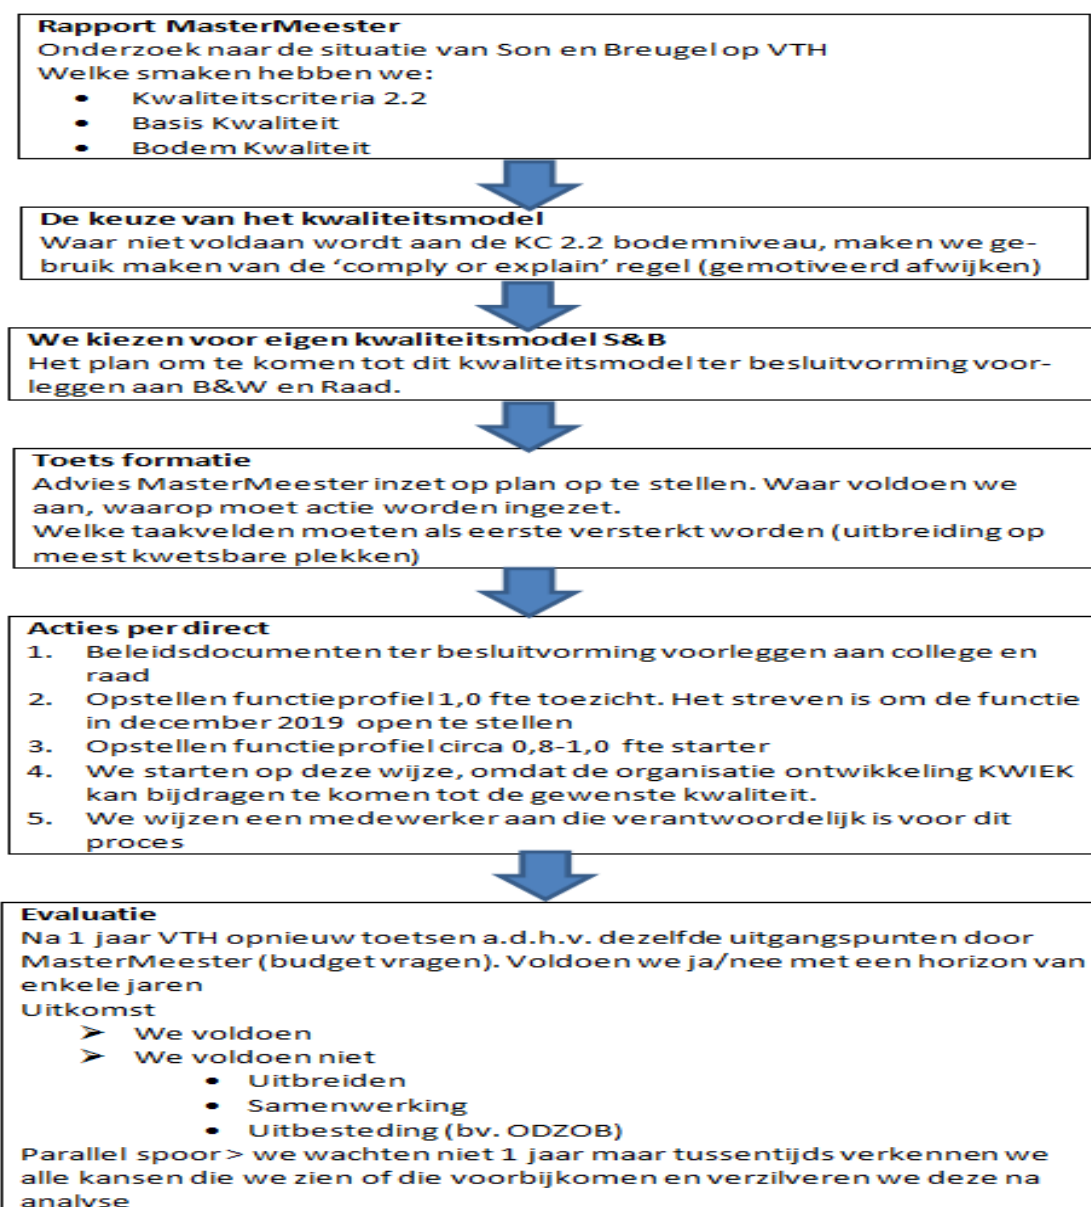 Rapport MasterMeester
Onderzoek naar de situatie van Son en Breugel op VTH
Welke smaken hebben we:
• Kwaliteitscriteria 2.2
• Basis Kwaliteit
• Bodem Kwaliteit
De keuze van het kwaliteitsmodel
Waar niet voldaan wordt aan de KC 2.2 bodemniveau, maken we ge-
bruik maken van de ‘comply or explain’ regel (gemotiveerd afwijken)
We kiezen voor eigen kwaliteitsmodel S&B
Het plan om te komen tot dit kwaliteitsmodel ter besluitvorming voor-
leggen aan B&W en Raad.
Toets formatie
Advies MasterMeester inzet op plan op te stellen. Waar voldoen we
aan, waarop moet actie worden ingezet.
Welke taakvelden moeten als eerste versterkt worden (uitbreiding op
meest kwetsbare plekken)
Acties per direct
1. Beleidsdocumenten ter besluitvorming voorleggen aan college en
raad
2. Opstellen functieprofiel 1,0 fte toezicht. Het streven is om de functie
in december 2019 open te stellen
3. Opstellen functieprofiel circa 0,8-1,0 fte starter
4. We starten op deze wijze, omdat de organisatie ontwikkeling KWIEK
kan bijdragen te komen tot de gewenste kwaliteit.
5. We wijzen een medewerker aan die verantwoordelijk is voor dit
proces
Evaluatie
Na 1 jaar VTH opnieuw toetsen a.d.h.v. dezelfde uitgangspunten door
MasterMeester (budget vragen). Voldoen we ja/nee met een horizon van
enkele jaren
Uitkomst
➢ We voldoen
➢ We voldoen niet
• Uitbreiden
• Samenwerking
• Uitbesteding (bv. ODZOB)
Parallel spoor > we wachten niet 1 jaar maar tussentijds verkennen we
alle kansen die we zien of die voorbijkomen en verzilveren we deze na
analyse